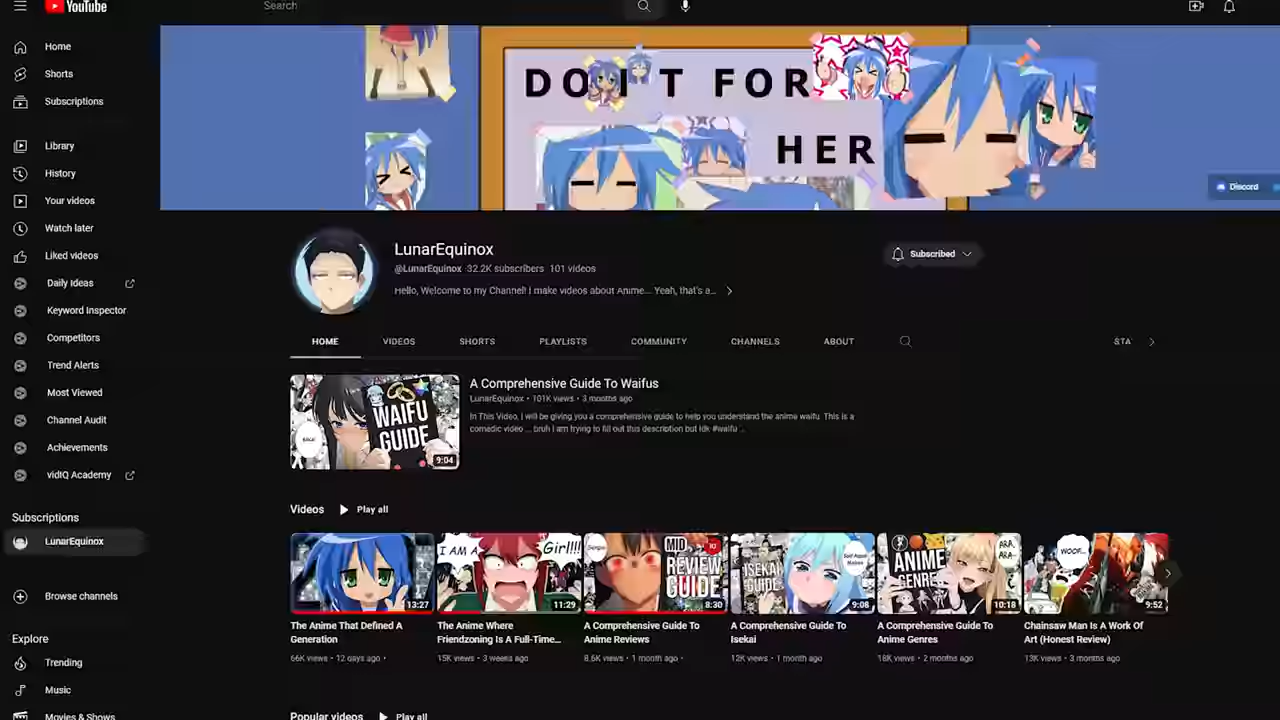 YouTube
Search
Home
Shorts
Subscriptions
Library
History
Your videos
Watch later
Liked videos
Daily Ideas
Keyword Inspector
Competitors
Trend Alerts
Most Viewed
Channel Audit
Achievements
vidIQ Academy
Subscriptions
LunarEquinox
Browse channels
Explore
Trending
Music
Movies & Shows
DO IT FOR
HER
Discord
LunarEquinox
@LunarEquinox 32.2K subscribers 101 videos
Hello, Welcome to my Channel! I make videos about Anime... Yeah, that's a...
Subscribed
HOME VIDEOS SHORTS PLAYLISTS COMMUNITY CHANNELS ABOUT STA
WAIFU
GUIDE
9:04
A Comprehensive Guide To Waifus
LunarEquinox • 101K views • 3 months ago
In This Video, I will be giving you a comprehensive guide to help you understand the anime waifu. This is a
comedic video ... bruh I am trying to fill out this description but idk #waifu ...
Videos Play all
13:27
The Anime That Defined A
Generation
66K views • 12 days ago •
I AM A
Girl!!!!
11:29
The Anime Where
Friendzoning Is A Full-Time...
15K views • 3 weeks ago
Senpai
MID
REVIEW
GUIDE
8:30
A Comprehensive Guide To
Anime Reviews
8.6K views • 1 month ago •
ISEKAI
GUIDE
9:08
A Comprehensive Guide To
Isekai
12K views • 1 month ago
ANIME
GENRES
ARA
ARA~
10:18
A Comprehensive Guide To
Anime Genres
18K views • 2 months ago
WOOF...
9:52
Chainsaw Man Is A Work Of
Art (Honest Review)
13K views • 3 months ago
Popular videos Play all